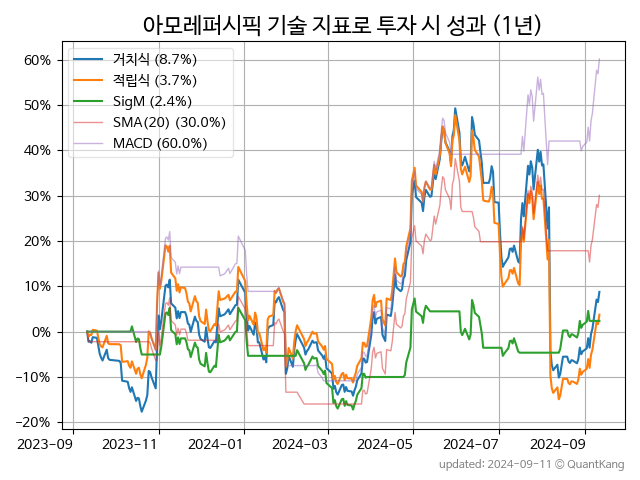 아모레퍼시픽 기술 지표로 투자 시 성과 (1년)
거치식 (8.7%)
적립식 (3.7%)
SigM (2.4%)
SMA(20) (30.0%)
MACD (60.0%)
60%
50%
40%
30%
20%
10%
0%
−10%
−20%
2023-09 2023-11 2024-01 2024-03 2024-05 2024-07 2024-09
updated: 2024-09-11 © QuantKang